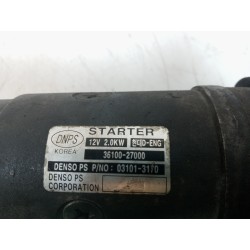 DNPS
KOREA
STARTER
12V 2.0KW
36100-27000
DENSO PS P/NO: 03101-3170
DENSO PS
CORPORATION